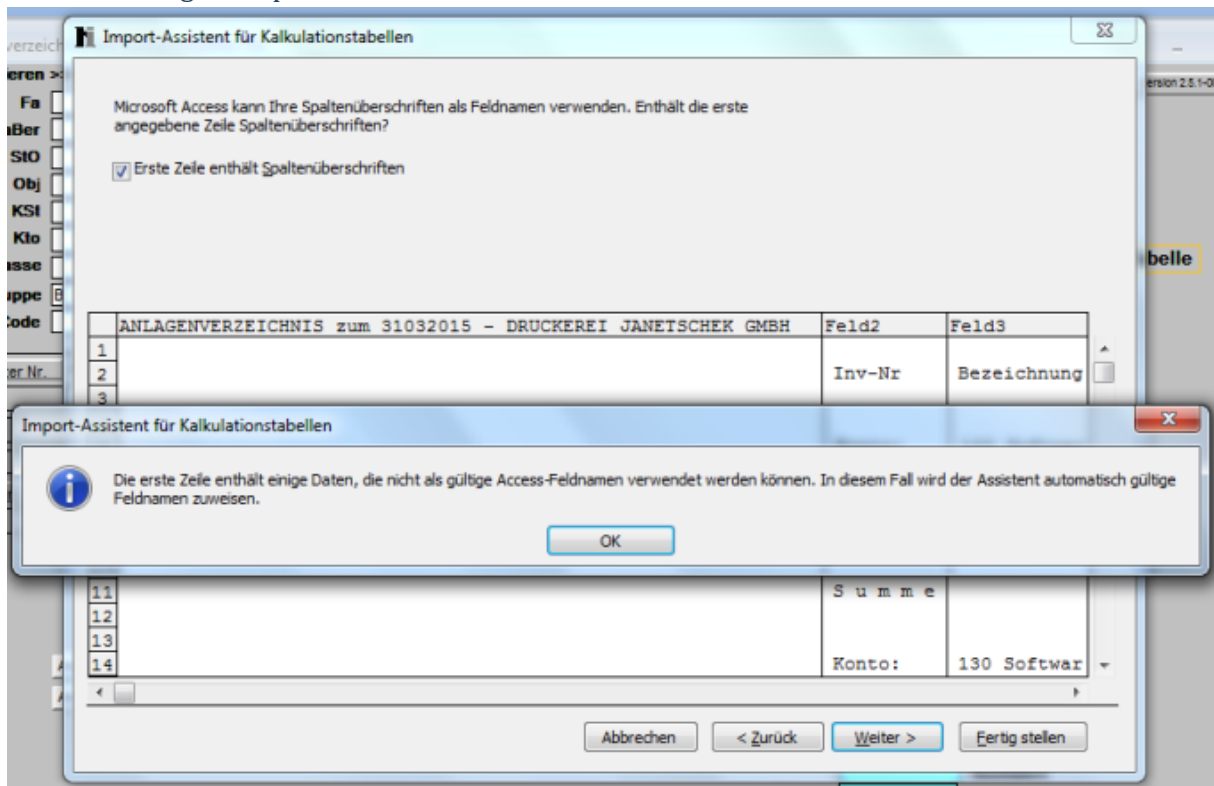 Import-Assistent für Kalkulationstabellen
Microsoft Access kann Ihre Spaltenüberschriften als Feldnamen verwenden. Enthält die erste
angegebene Zeile Spaltenüberschriften?
Erste Zeile enthält Spaltenüberschriften
Fa
StO
Obj
KSt
Kto
belle
Code
ANLAGENVERZEICHNIS zum 31032015 - DRUCKEREI JANETSCHEK GMBH Feld2 Feld3
1
2 Inv-Nr Bezeichnung
3
Import-Assistent für Kalkulationstabellen
Die erste Zeile enthält einige Daten, die nicht als gültige Access-Feldnamen verwendet werden können. In diesem Fall wird der Assistent automatisch gültige
Feldnamen zuweisen.
OK
11 S u m m e
12
13
14 Konto: 130 Softwar
Abbrechen < Zurück Weiter > Fertig stellen